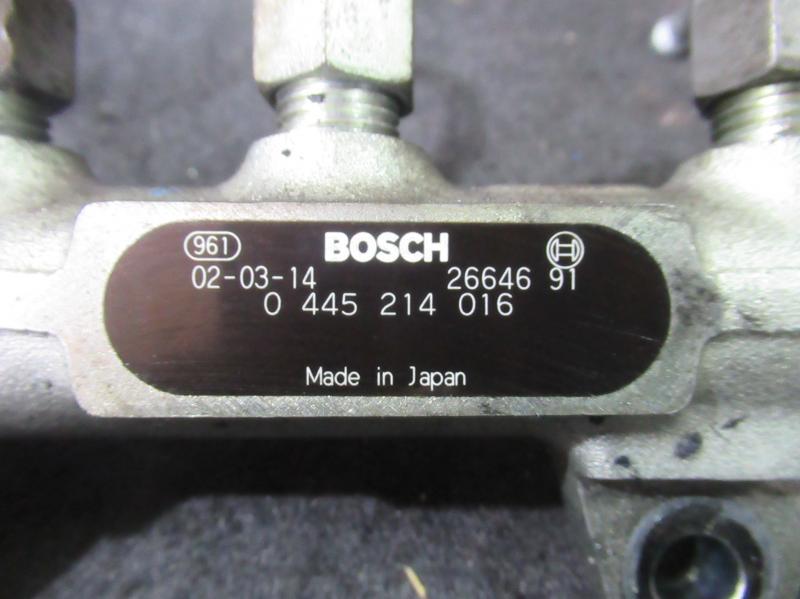 961 BOSCH
02-03-14 26646 91
0 445 214 016
Made in Japan